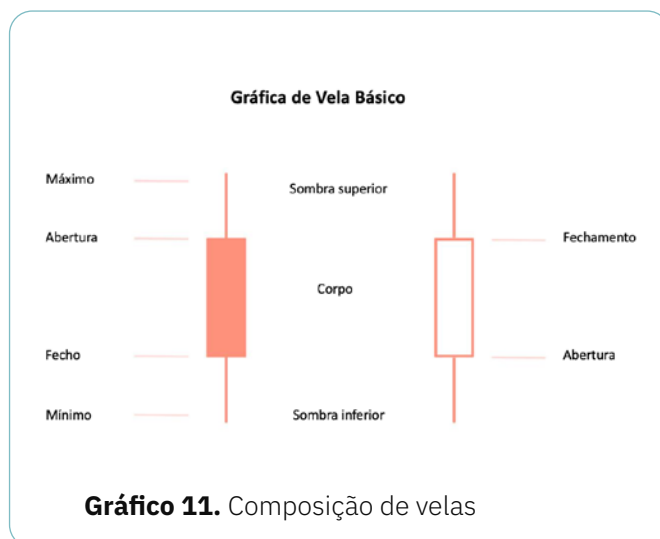 Gráfica de Vela Básico
Máximo
Sombra superior
Abertura
Fechamento
Corpo
Fecho
Abertura
Mínimo
Sombra inferior
Gráfico 11. Composição de velas